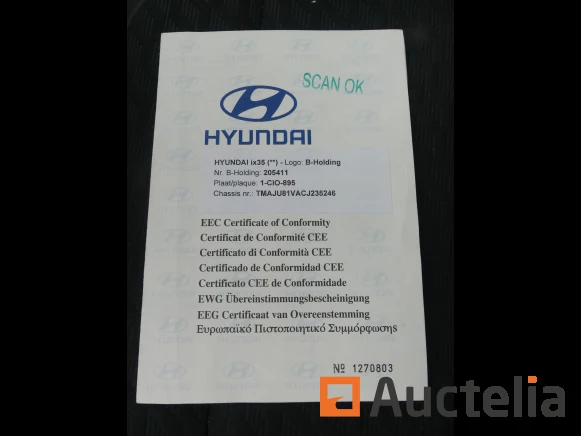 SCAN OK
HYUNDAI
HYUNDAI ix35 (**) - Logo: B-Holding
Nr. B-Holding: 205411
Plaat/plaque: 1-CIO-895
Chassis nr.: TMAJU81VACJ235246
EEC Certificate of Conformity
Certificat de Conformité CEE
Certificato di Conformità CEE
Certificado de Conformidad CEE
Certificato CEE de Conformidade
EWG Übereinstimmungsbescheinigung
EEG Certificaat van Overeenstemming
Ευρωπαϊκό Πιστοποιητικό Συμμόρφωσης
Nº 1270803
Auctelia